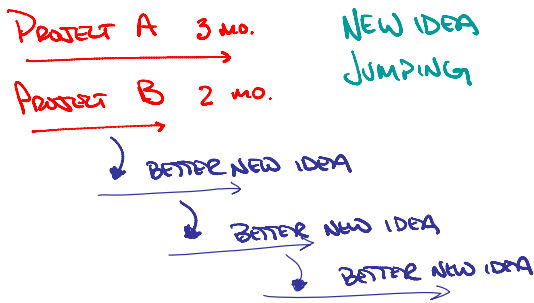 PROJECT A 3 MO.
NEW IDEA
JUMPING
PROJECT B 2 MO.
BETTER NEW IDEA
BETTER NEW IDEA
BETTER NEW IDEA